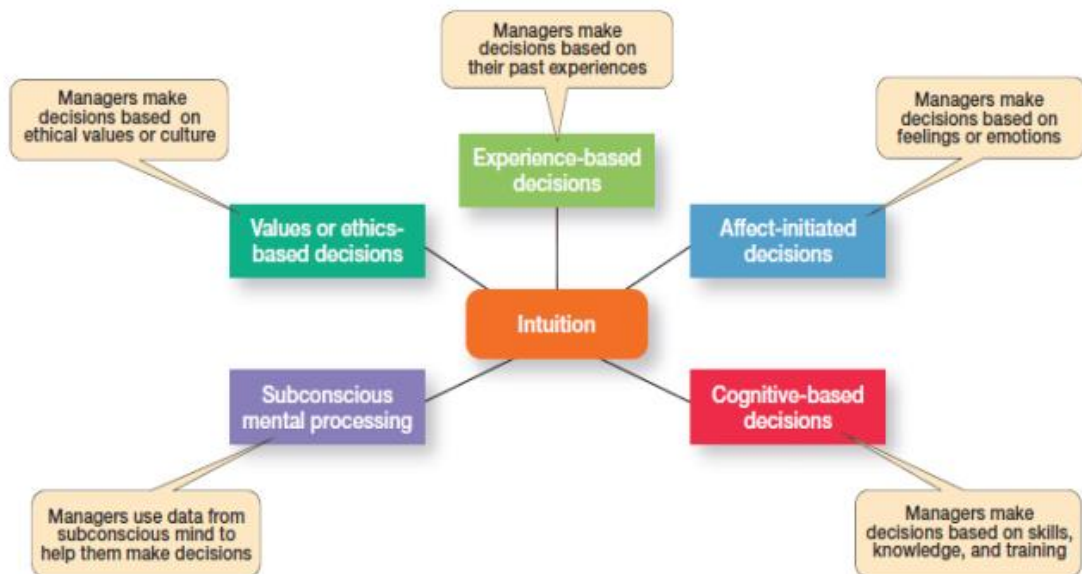 Managers make
decisions based on
their past experiences
Managers make
decisions based on
ethical values or culture
Managers make
decisions based on
feelings or emotions
Experience-based
decisions
Values or ethics-
based decisions
Affect-initiated
decisions
Intuition
Subconscious
mental processing
Cognitive-based
decisions
Managers use data from
subconscious mind to
help them make decisions
Managers make
decisions based on skills,
knowledge, and training